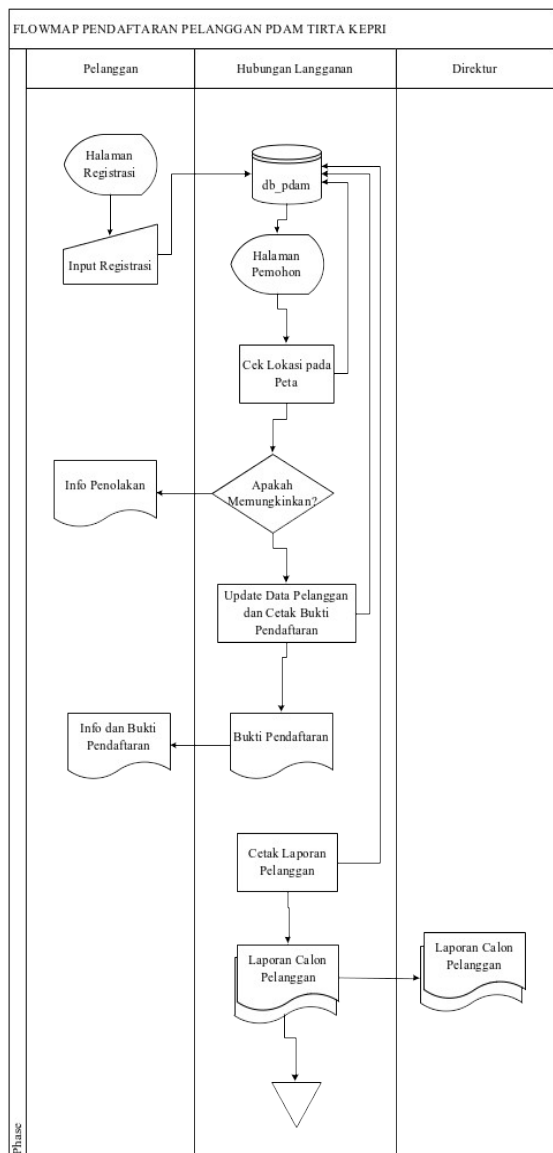 FLOWMAP PENDAFTARAN PELANGGAN PDAM TIRTA KEPRI
Pelanggan
Hubungan Langganan
Direktur
Halaman
Registrasi
db_pdam
Input Registrasi
Halaman
Pemohon
Cek Lokasi pada
Peta
Info Penolakan
Apakah
Memungkinkan?
Update Data Pelanggan
dan Cetak Bukti
Pendaftaran
Info dan Bukti
Pendaftaran
Bukti Pendaftaran
Cetak Laporan
Pelanggan
Laporan Calon
Pelanggan
Laporan Calon
Pelanggan
Phase